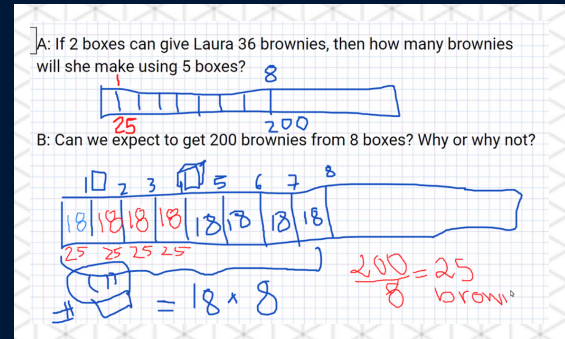 A: If 2 boxes can give Laura 36 brownies, then how many brownies
will she make using 5 boxes?
1 8
25 200
B: Can we expect to get 200 brownies from 8 boxes? Why or why not?
1 2 3 4 5 6 7 8
18 18 18 18 18 18 18 18
25 25 25 25
200/8 = 25
brown
# = 18 × 8